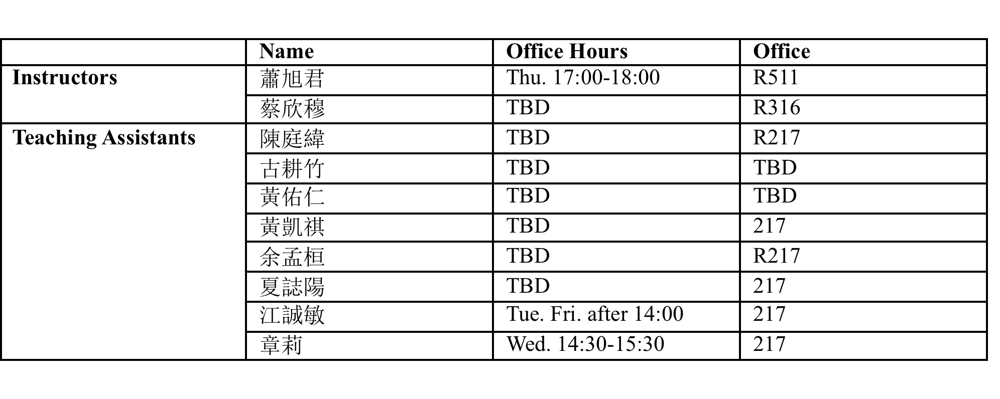 Name Office Hours Office
Instructors 蕭旭君 Thu. 17:00-18:00 R511
蔡欣穆 TBD R316
Teaching Assistants 陳庭緯 TBD R217
古耕竹 TBD TBD
黃佑仁 TBD TBD
黃凱祺 TBD 217
余孟桓 TBD R217
夏誌陽 TBD 217
江誠敏 Tue. Fri. after 14:00 217
章莉 Wed. 14:30-15:30 217